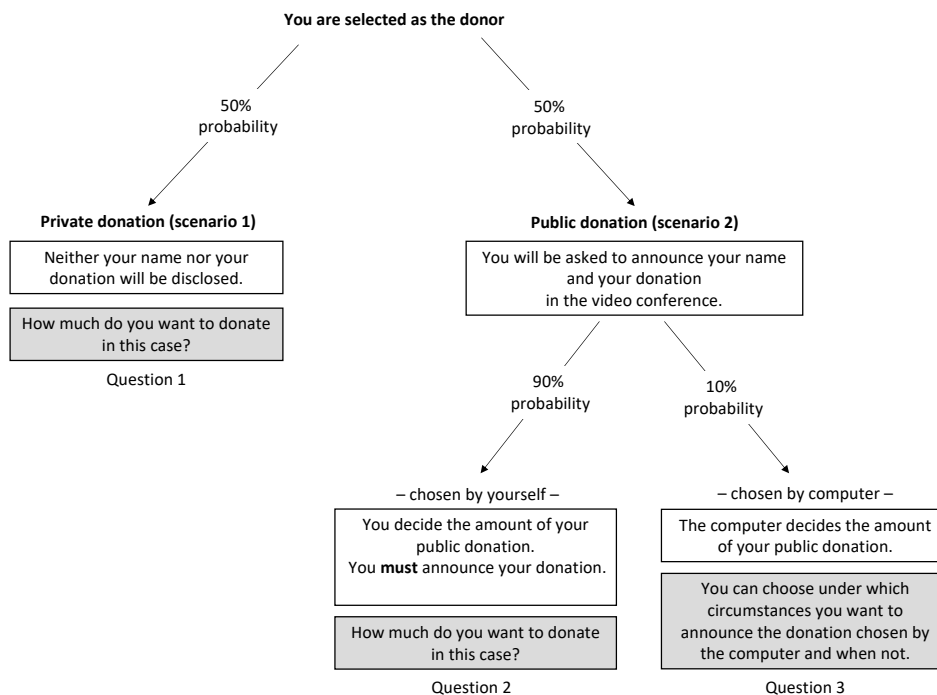 You are selected as the donor
50%
probability
50%
probability
Private donation (scenario 1)
Neither your name nor your
donation will be disclosed.
How much do you want to donate
in this case?
Question 1
Public donation (scenario 2)
You will be asked to announce your name
and your donation
in the video conference.
90%
probability
10%
probability
– chosen by yourself –
You decide the amount of your
public donation.
You must announce your donation.
How much do you want to donate
in this case?
Question 2
– chosen by computer –
The computer decides the amount
of your public donation.
You can choose under which
circumstances you want to
announce the donation chosen by
the computer and when not.
Question 3